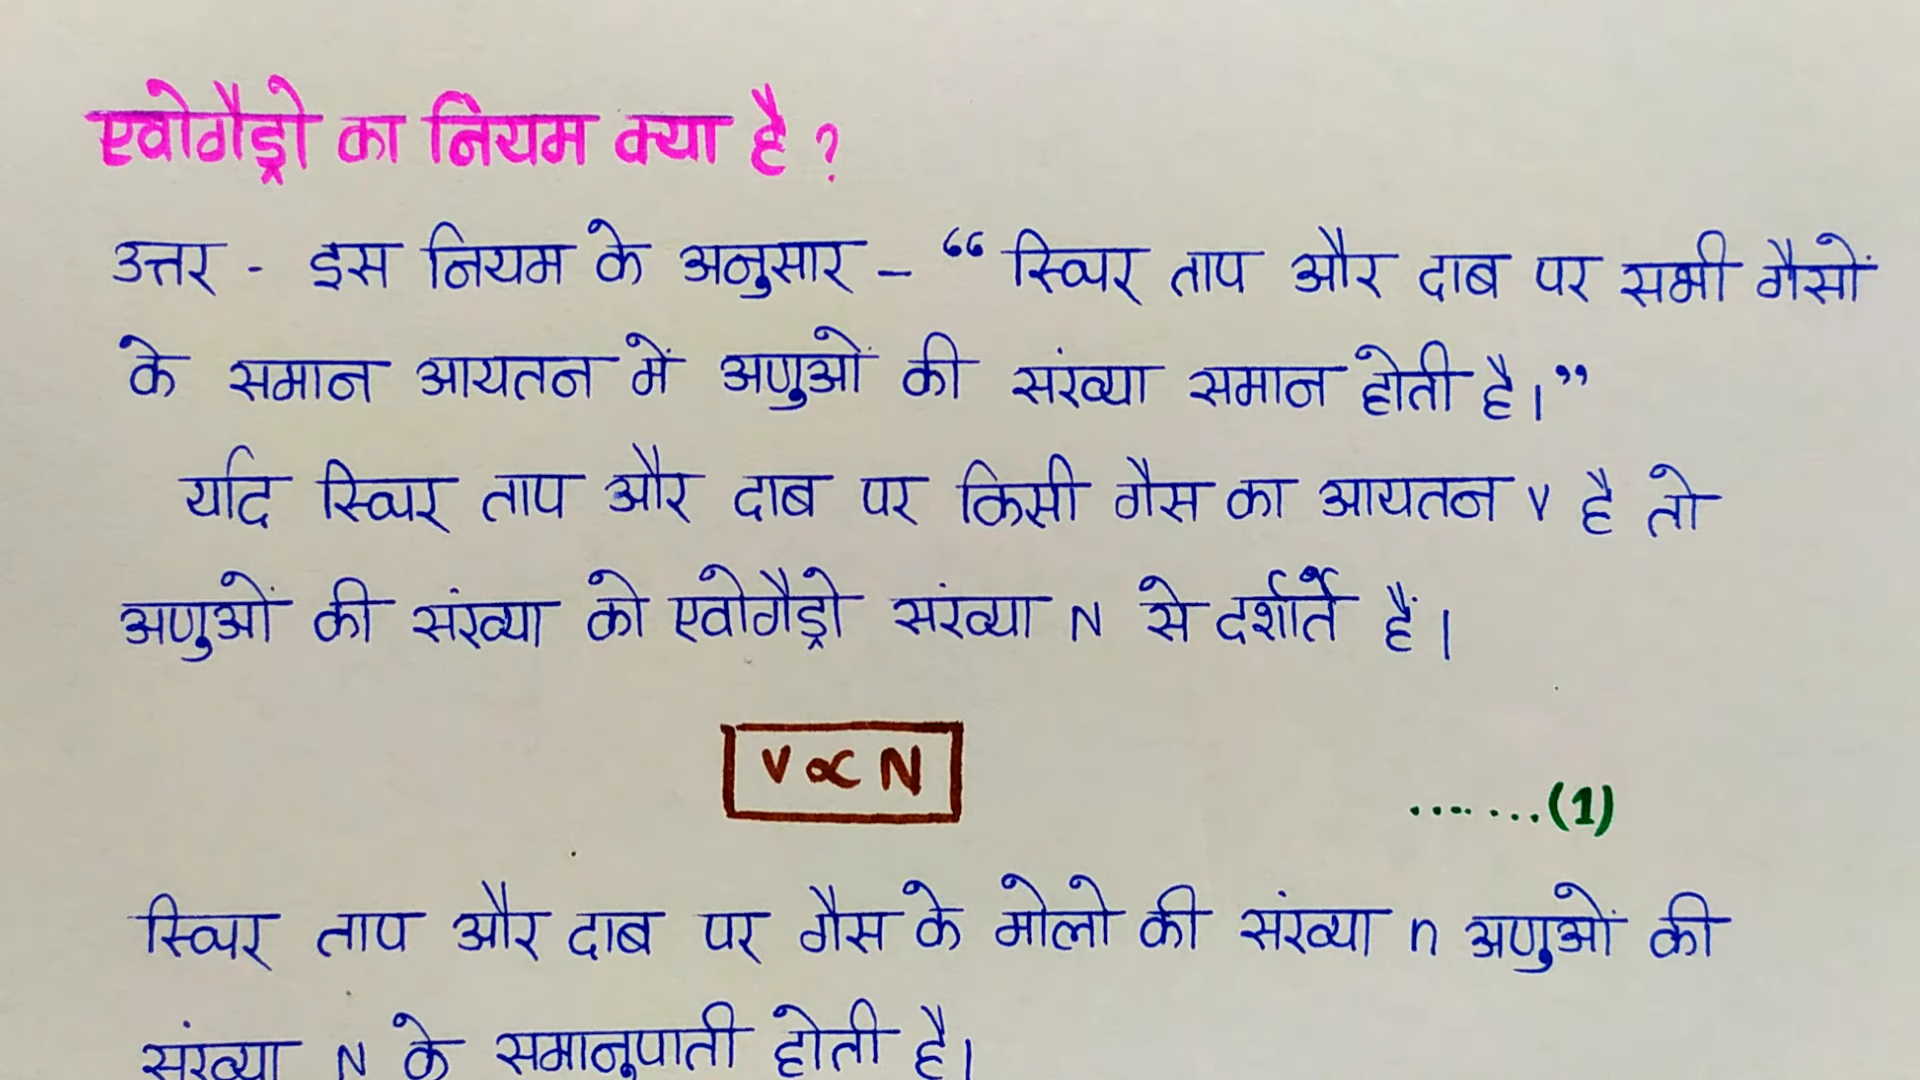 एवोगैड्रो का नियम क्या है?
उत्तर - इस नियम के अनुसार - “स्थिर ताप और दाब पर सभी गैसों
के समान आयतन में अणुओं की संख्या समान होती है।”
यदि स्थिर ताप और दाब पर किसी गैस का आयतन v है तो
अणुओं की संख्या को एवोगैड्रो संख्या N से दर्शाते हैं।
V ∝ N
.......(1)
स्थिर ताप और दाब पर गैस के मोलो की संख्या n अणुओं की
संख्या N के समानुपाती होती है।